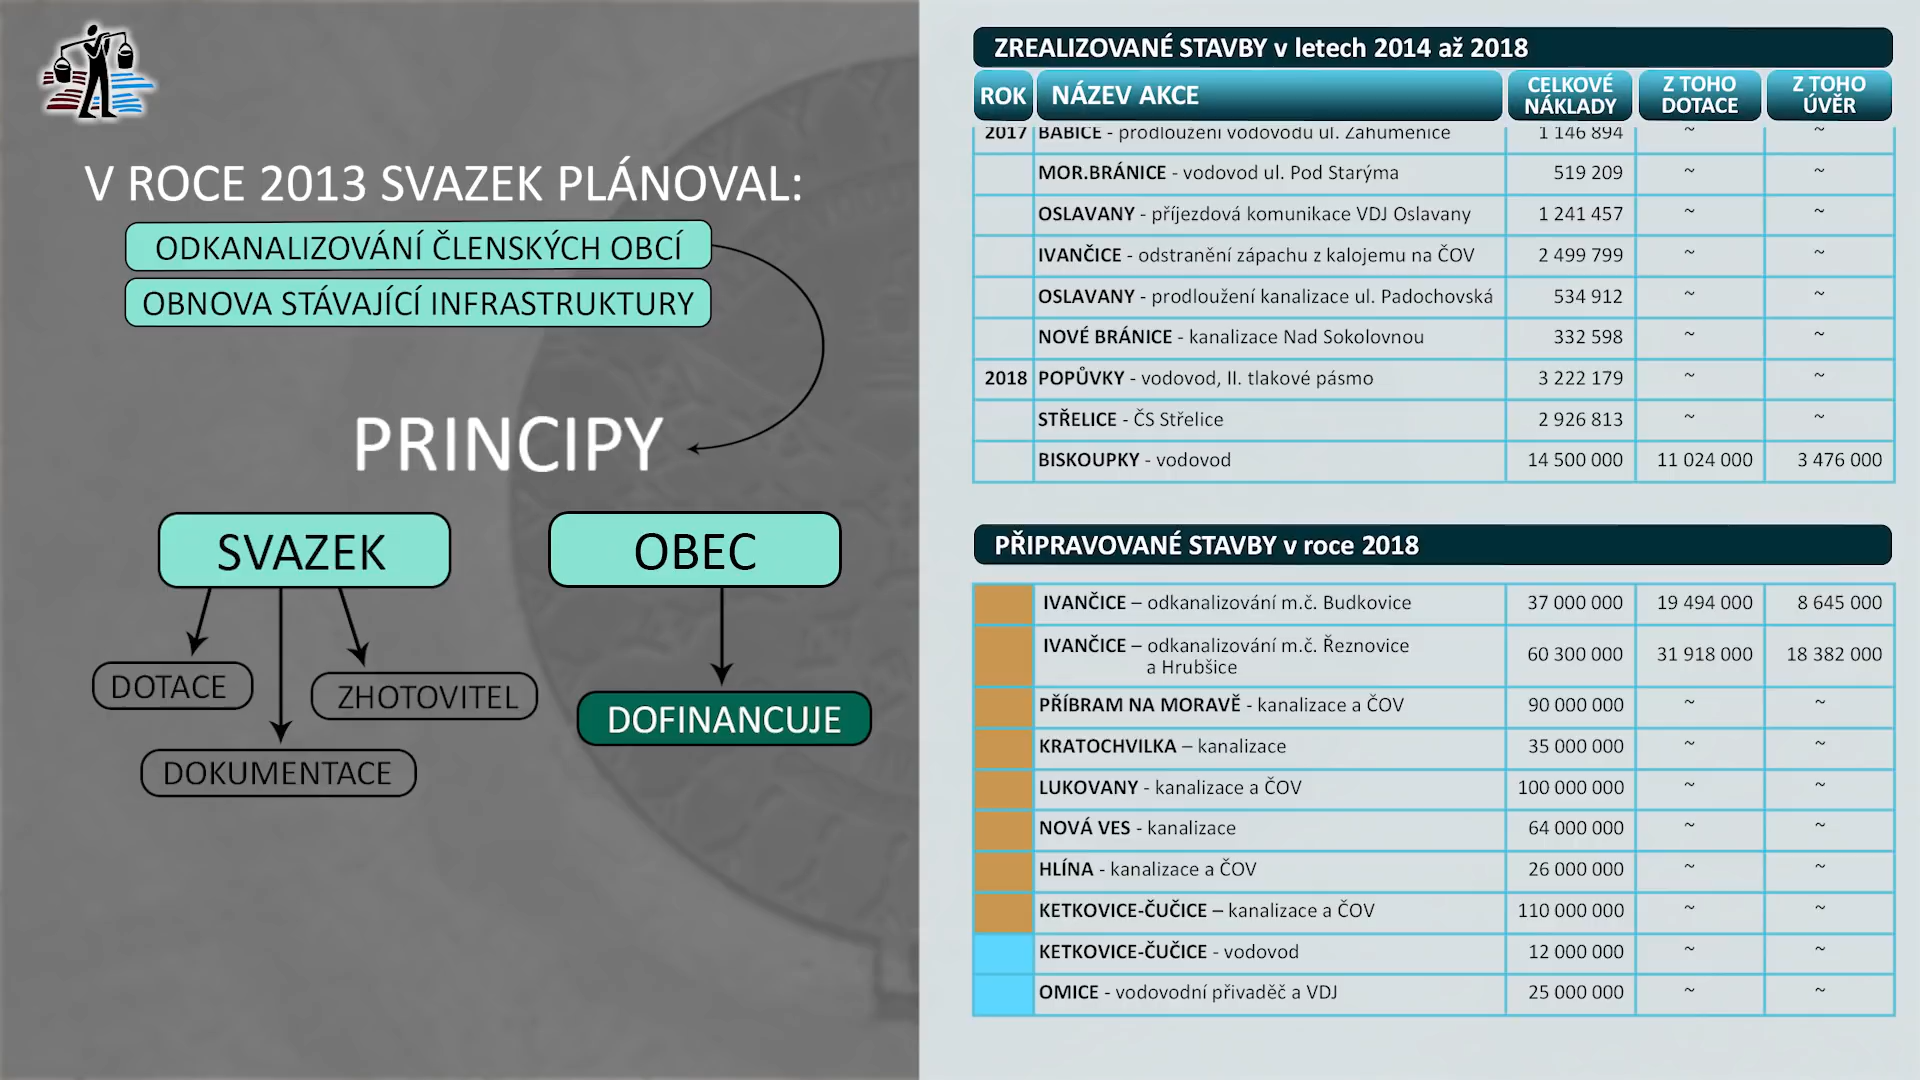 V ROCE 2013 SVAZEK PLÁNOVAL:
ODKANALIZOVÁNÍ ČLENSKÝCH OBCÍ
OBNOVA STÁVAJÍCÍ INFRASTRUKTURY
PRINCIPY
SVAZEK
OBEC
DOTACE
ZHOTOVITEL
DOKUMENTACE
DOFINANCUJE
ZREALIZOVANÉ STAVBY v letech 2014 až 2018
ROK NÁZEV AKCE CELKOVÉ NÁKLADY Z TOHO DOTACE Z TOHO ÚVĚR
2017 BABICE - prodloužení vodovodu ul. Zahumenice 1 146 894 ~ ~
MOR.BRÁNICE - vodovod ul. Pod Starýma 519 209 ~ ~
OSLAVANY - příjezdová komunikace VDJ Oslavany 1 241 457 ~ ~
IVANČICE - odstranění zápachu z kalojemu na ČOV 2 499 799 ~ ~
OSLAVANY - prodloužení kanalizace ul. Padochovská 534 912 ~ ~
NOVÉ BRÁNICE - kanalizace Nad Sokolovnou 332 598 ~ ~
2018 POPŮVKY - vodovod, II. tlakové pásmo 3 222 179 ~ ~
STŘELICE - ČS Střelice 2 926 813 ~ ~
BISKOUPKY - vodovod 14 500 000 11 024 000 3 476 000
PŘIPRAVOVANÉ STAVBY v roce 2018
IVANČICE – odkanalizování m.č. Budkovice 37 000 000 19 494 000 8 645 000
IVANČICE – odkanalizování m.č. Řeznovice
a Hrubšice 60 300 000 31 918 000 18 382 000
PŘÍBRAM NA MORAVĚ - kanalizace a ČOV 90 000 000 ~ ~
KRATOCHVILKA – kanalizace 35 000 000 ~ ~
LUKOVANY - kanalizace a ČOV 100 000 000 ~ ~
NOVÁ VES - kanalizace 64 000 000 ~ ~
HLÍNA - kanalizace a ČOV 26 000 000 ~ ~
KETKOVICE-ČUČICE – kanalizace a ČOV 110 000 000 ~ ~
KETKOVICE-ČUČICE - vodovod 12 000 000 ~ ~
OMICE - vodovodní přivaděč a VDJ 25 000 000 ~ ~